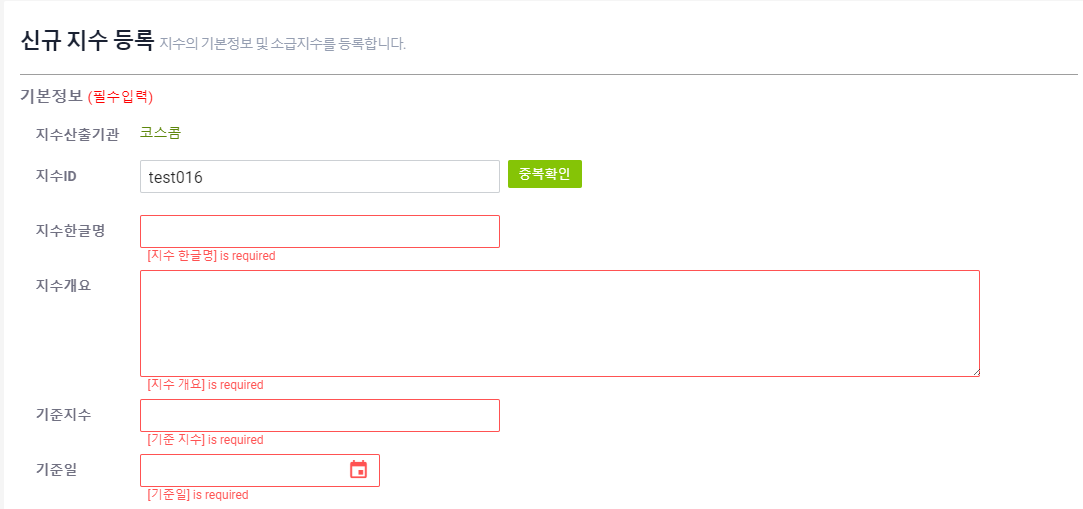 신규 지수 등록 지수의 기본정보 및 소급지수를 등록합니다.
기본정보 (필수입력)
지수산출기관 코스콤
지수ID test016 중복확인
지수한글명
[지수 한글명] is required
지수개요
[지수 개요] is required
기준지수
[기준 지수] is required
기준일
[기준일] is required